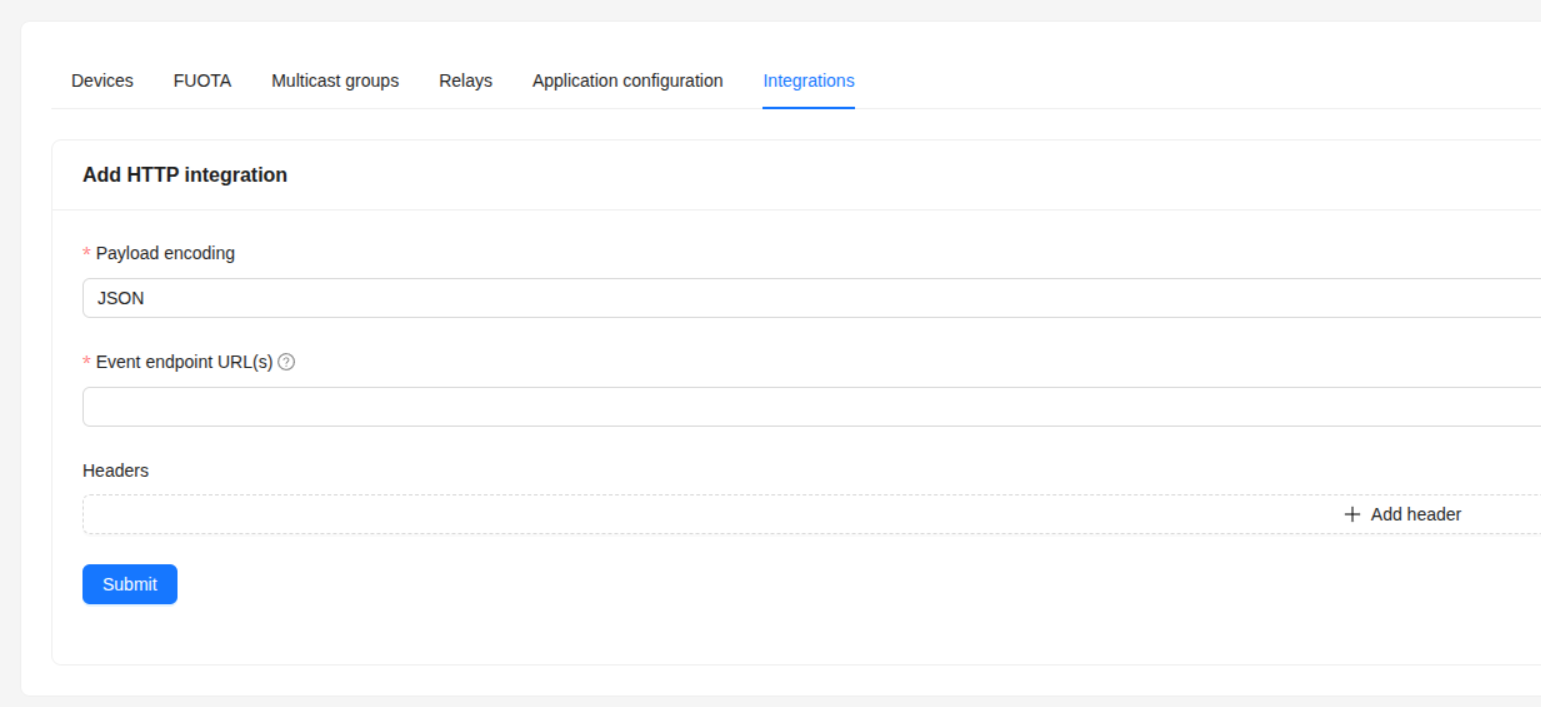 Devices FUOTA Multicast groups Relays Application configuration Integrations
Add HTTP integration
* Payload encoding
JSON
* Event endpoint URL(s) ?
Headers
+ Add header
Submit